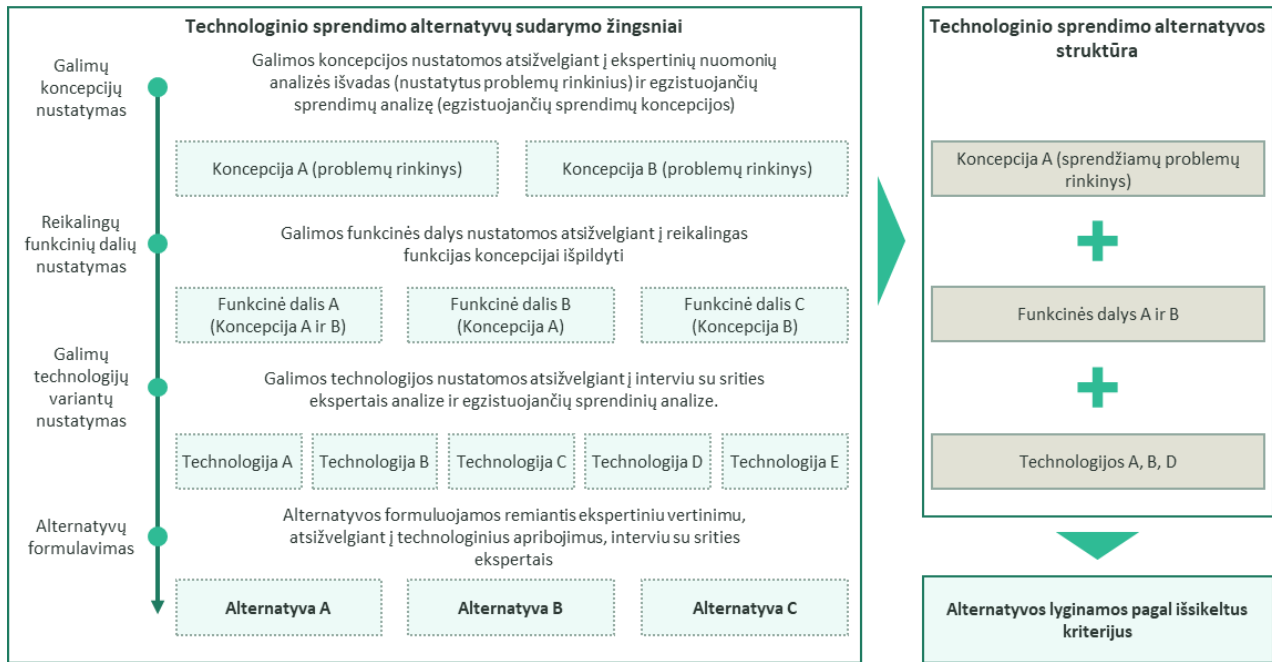 Technologinio sprendimo alternatyvų sudarymo žingsniai
Galimų
koncepcijų
nustatymas
Galimos koncepcijos nustatomos atsižvelgiant į ekspertinių nuomonių
analizės išvadas (nustatytus problemų rinkinius) ir egzistuojančių
sprendimų analizę (egzistuojančių sprendimų koncepcijos)
Koncepcija A (problemų rinkinys)
Koncepcija B (problemų rinkinys)
Reikalingų
funkcinių dalių
nustatymas
Galimos funkcinės dalys nustatomos atsižvelgiant į reikalingas
funkcijas koncepcijai išpildyti
Funkcinė dalis A
(Koncepcija A ir B)
Funkcinė dalis B
(Koncepcija A)
Funkcinė dalis C
(Koncepcija B)
Galimų
technologijų
variantų
nustatymas
Galimos technologijos nustatomos atsižvelgiant į interviu su srities
ekspertais analize ir egzistuojančių sprendinių analize.
Technologija A
Technologija B
Technologija C
Technologija D
Technologija E
Alternatyvų
formulavimas
Alternatyvos formuluojamos remiantis ekspertiniu vertinimu,
atsižvelgiant į technologinius apribojimus, interviu su srities
ekspertais
Alternatyva A
Alternatyva B
Alternatyva C
Technologinio sprendimo alternatyvos
struktūra
Koncepcija A (sprendžiamų problemų
rinkinys)
Funkcinės dalys A ir B
Technologijos A, B, D
Alternatyvos lyginamos pagal išsikeltus
kriterijus